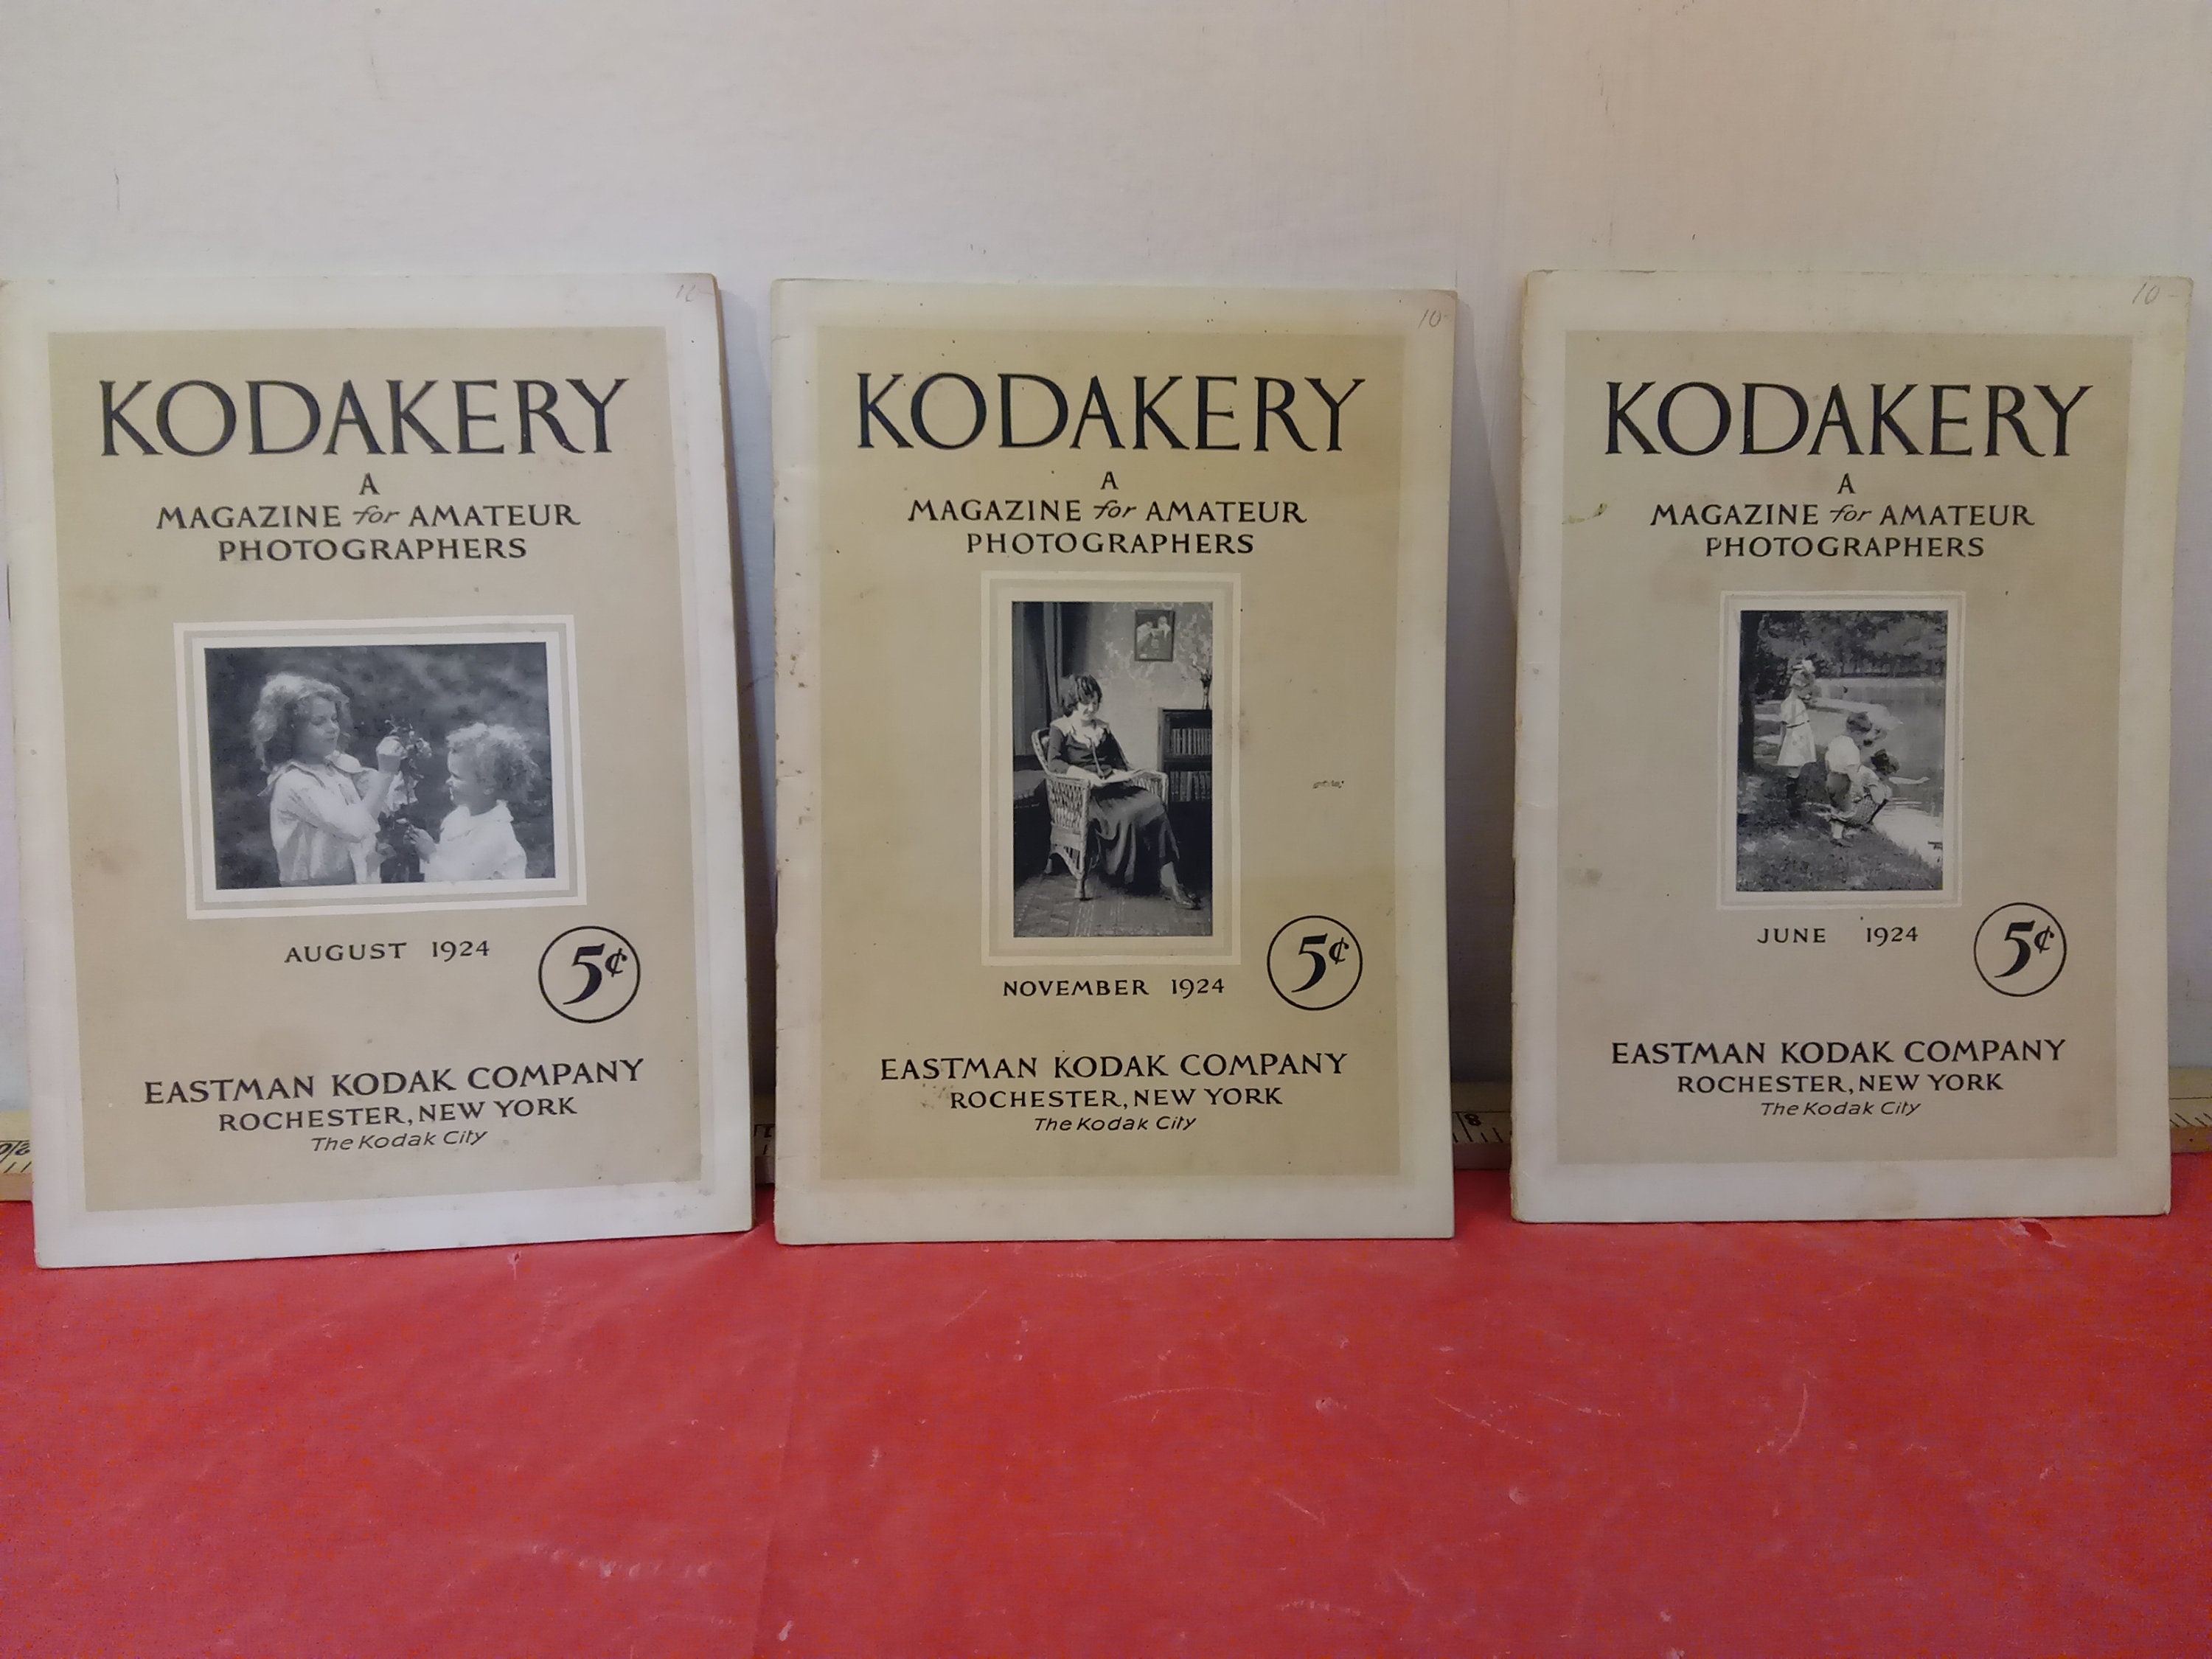 KODAKERY
A
MAGAZINE for AMATEUR
PHOTOGRAPHERS
AUGUST 1924
5¢
EASTMAN KODAK COMPANY
ROCHESTER, NEW YORK
The Kodak City
10
KODAKERY
A
MAGAZINE for AMATEUR
PHOTOGRAPHERS
NOVEMBER 1924
5¢
EASTMAN KODAK COMPANY
ROCHESTER, NEW YORK
The Kodak City
10-
KODAKERY
A
MAGAZINE for AMATEUR
PHOTOGRAPHERS
JUNE 1924
5¢
EASTMAN KODAK COMPANY
ROCHESTER, NEW YORK
The Kodak City
8